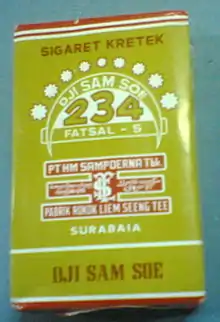 SIGARET KRETEK
DJI SAM SOE
234
FATSAL - 5
PT HM SAMPOERNA Tbk
PABRIK ROKOK LIEM SEENG TEE
SURABAIA
DJI SAM SOE